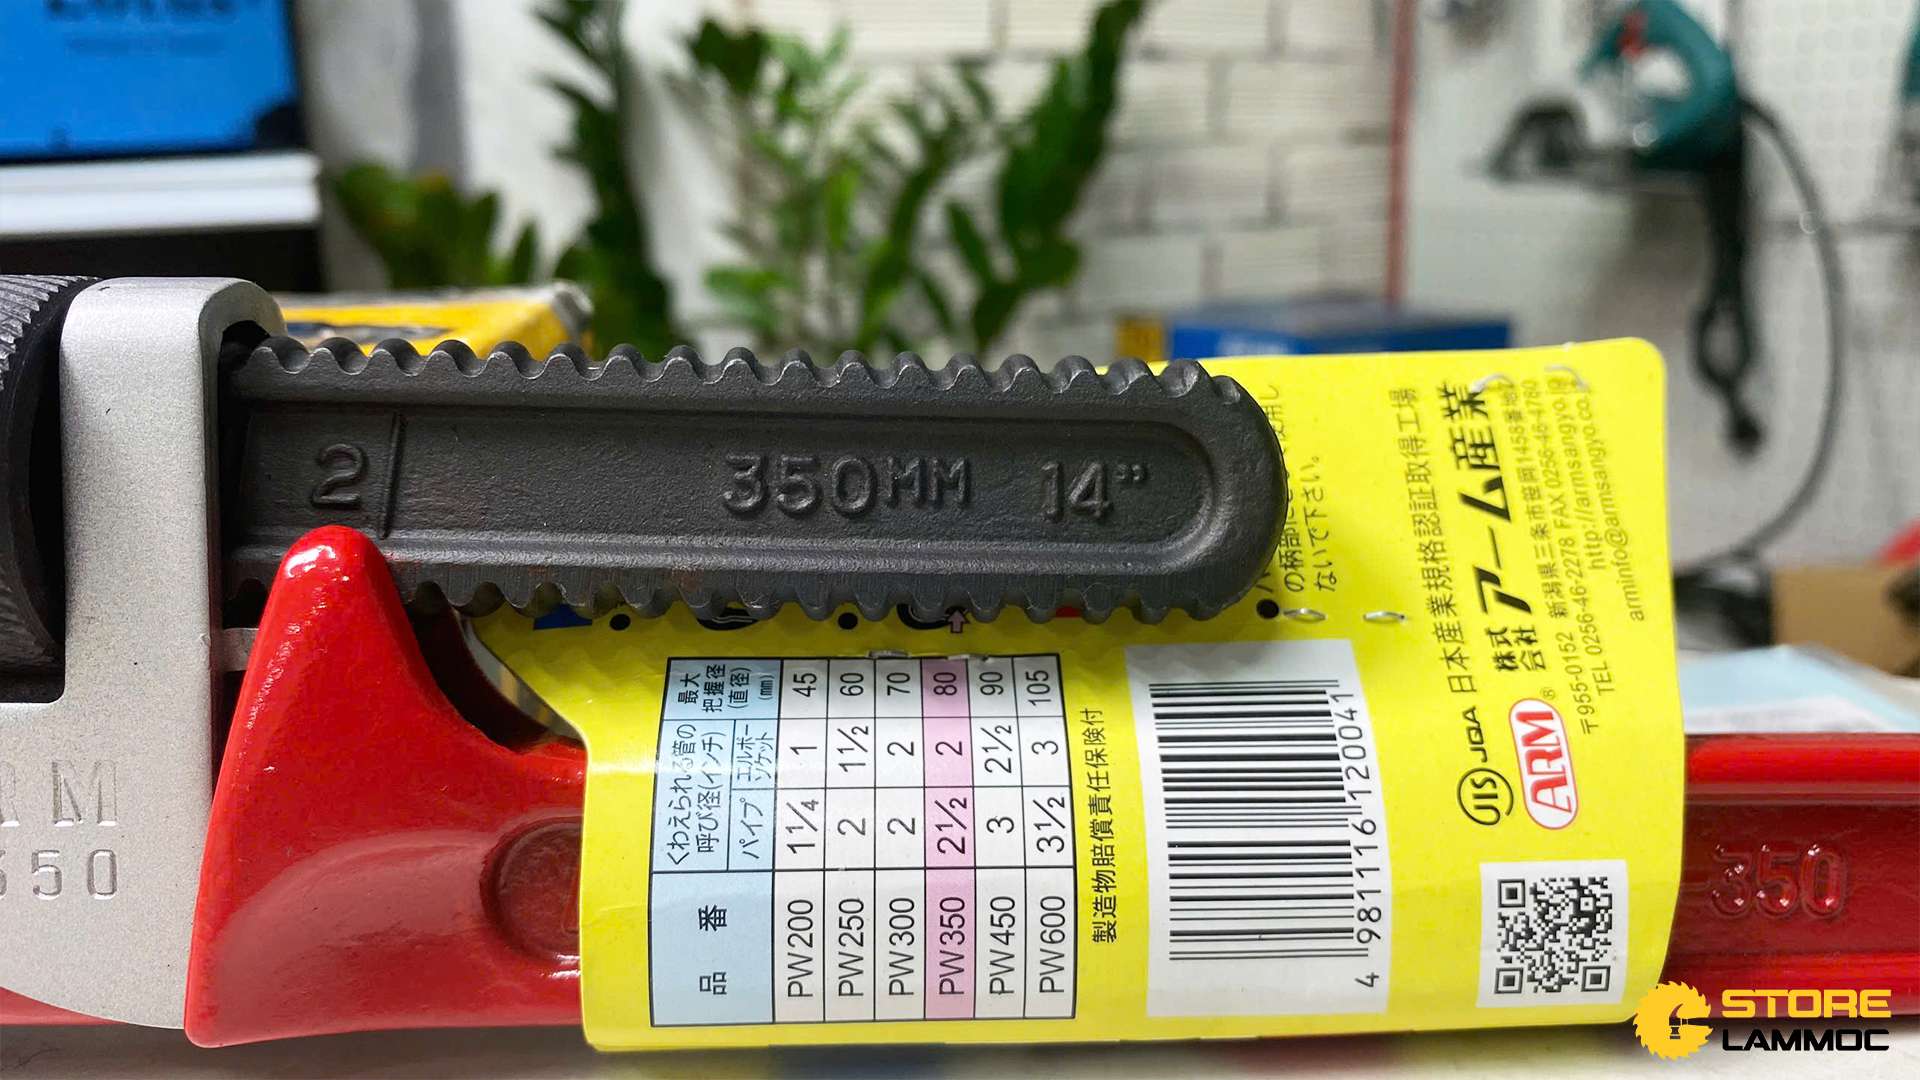 2
350MM 14”
350
350
の柄部に
ないで下さい。
品番
くわえられる管の
呼び径(インチ)
パイプ
エルボー
ソケット
最大
把握径
(直径)
(mm)
PW200 1¼ 1 45
PW250 2 1½ 60
PW300 2 2 70
PW350 2½ 2 80
PW450 3 2½ 90
PW600 3½ 3 105
製造物賠償責任保険付
4 981116 120041
JIS JQA 日本産業規格認証取得工場
ARM®
株式会社 アーム産業
〒955-0152 新潟県三条市笹岡1458番地
TEL 0256-46-2278 FAX 0256-46-4780
http://armsangyo.co.jp
arminfo@armsangyo.co.jp
STORE
LAMMOC